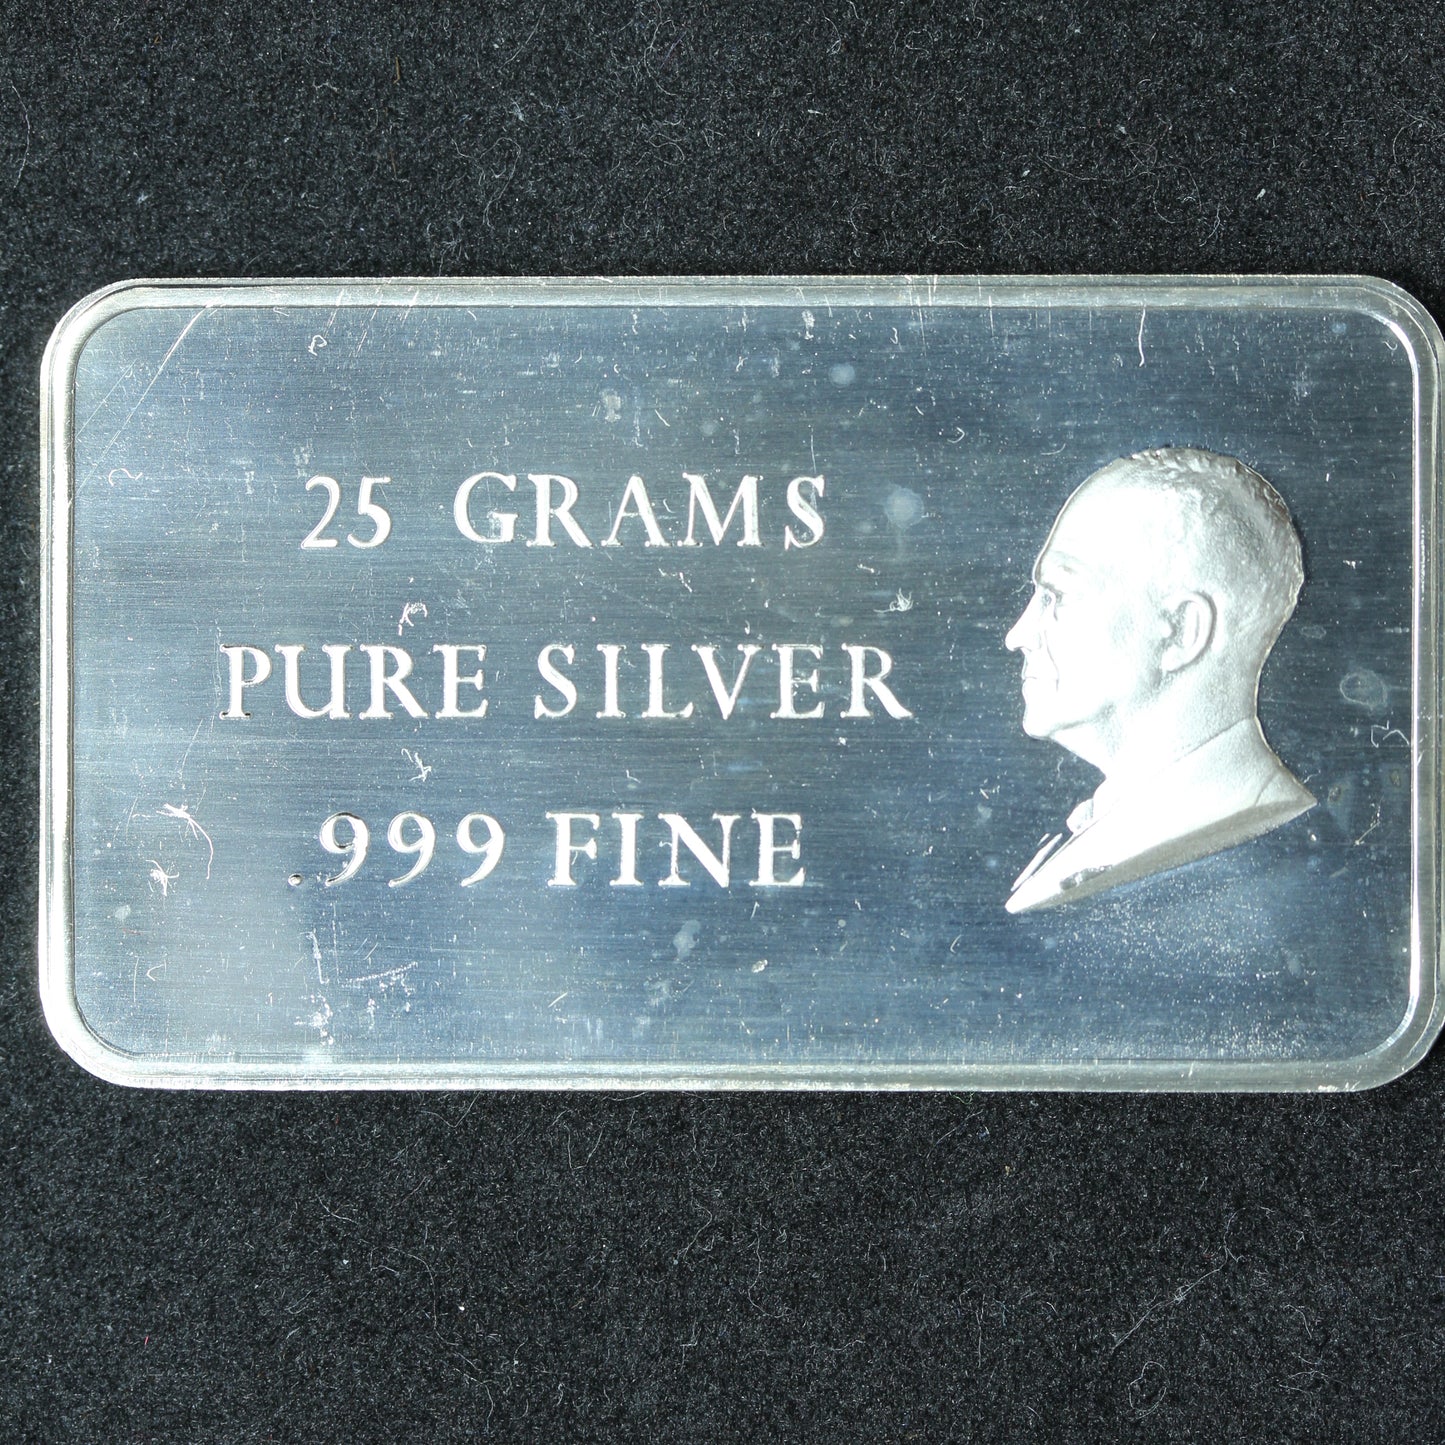 25 GRAMS
PURE SILVER
.999 FINE